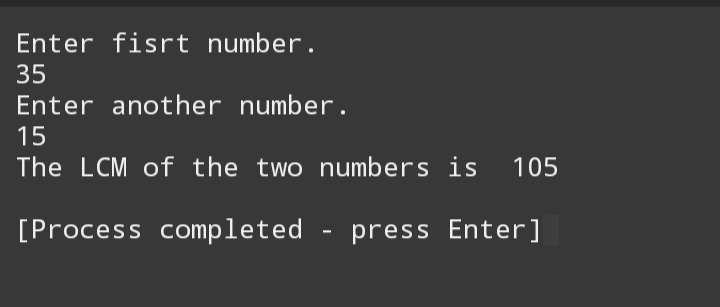 Enter fisrt number.
35
Enter another number.
15
The LCM of the two numbers is  105
[Process completed - press Enter]